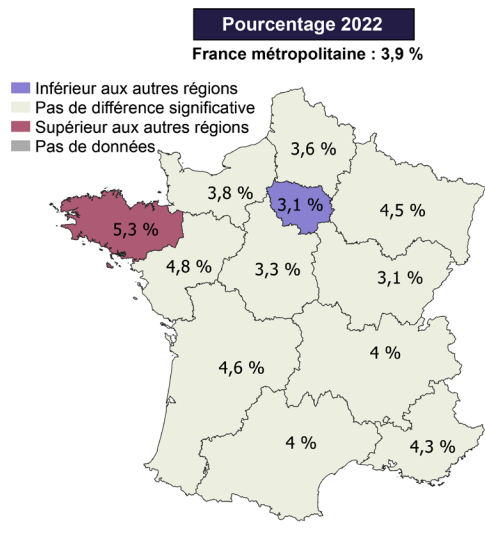 Pourcentage 2022
France métropolitaine : 3,9 %
Inférieur aux autres régions
Pas de différence significative
Supérieur aux autres régions
Pas de données
3,6 %
3,8 %
3,1 %
4,5 %
5,3 %
4,8 %
3,3 %
3,1 %
4,6 %
4 %
4 %
4,3 %